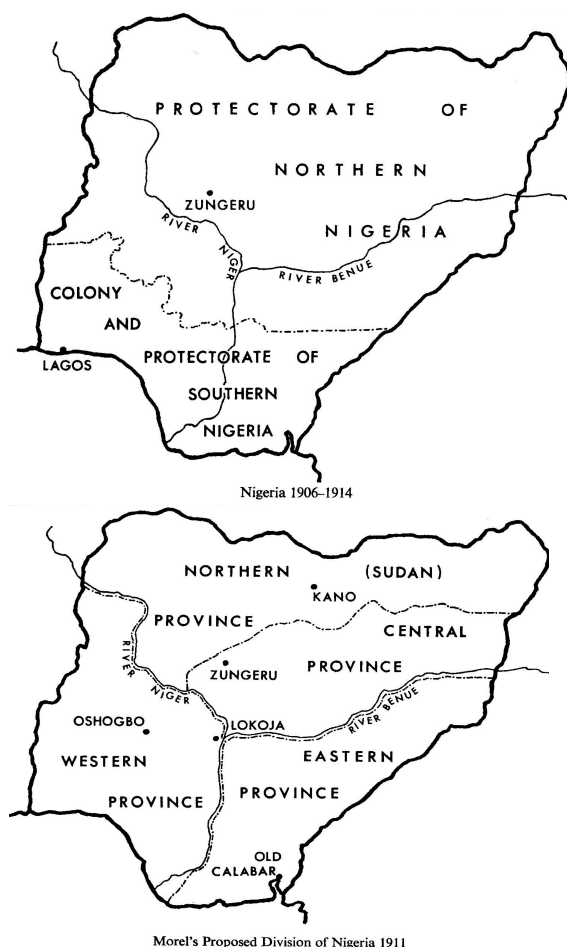 PROTECTORATE OF
NORTHERN
NIGERIA
ZUNGERU
RIVER NIGER
RIVER BENUE
COLONY
AND
PROTECTORATE OF
SOUTHERN
NIGERIA
LAGOS
Nigeria 1906–1914
NORTHERN (SUDAN)
KANO
PROVINCE
CENTRAL
PROVINCE
ZUNGERU
RIVER NIGER
RIVER BENUE
OSHOGBO
LOKOJA
WESTERN
PROVINCE
EASTERN
PROVINCE
OLD
CALABAR
Morel's Proposed Division of Nigeria 1911